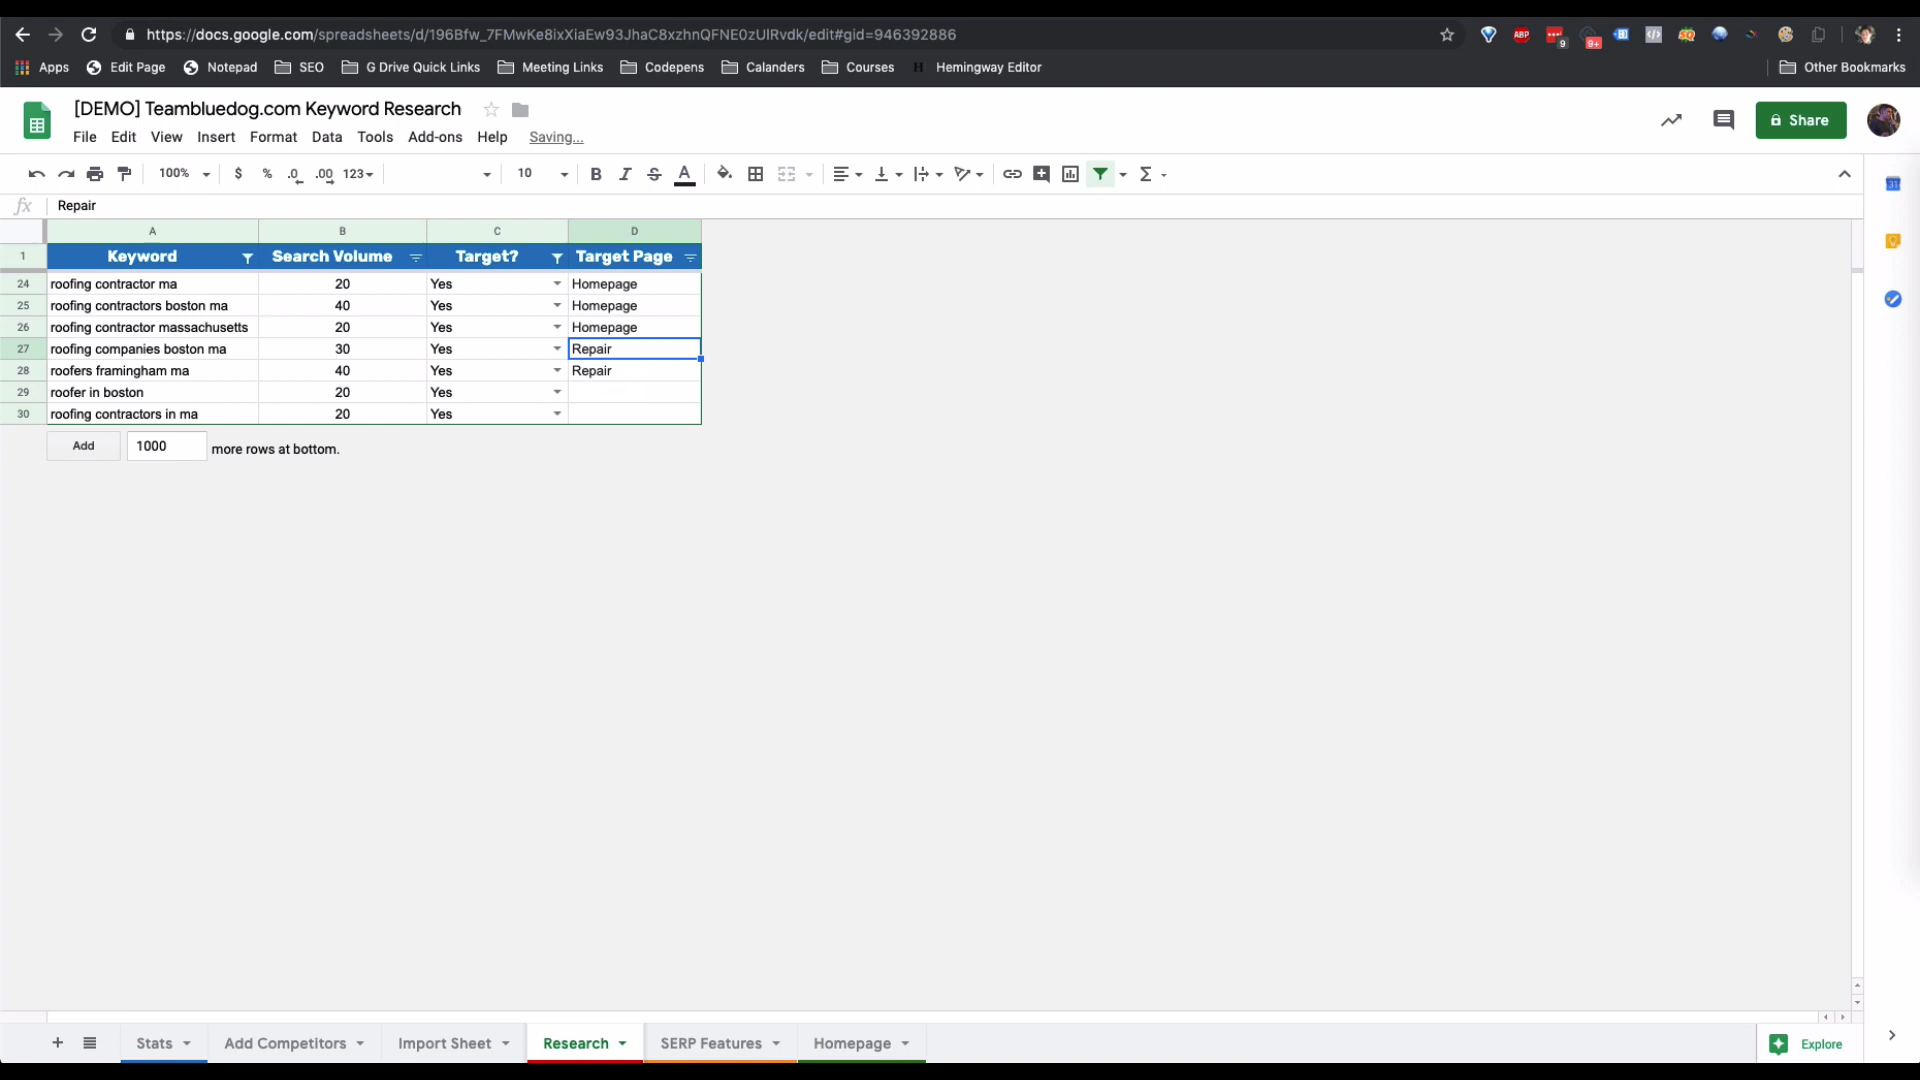 https://docs.google.com/spreadsheets/d/196Bfw_7FMwKe8ixXiaEw93JhaC8xzhnQFNE0zUlRvdk/edit#gid=946392886
ABP 9 9+
Apps Edit Page Notepad SEO G Drive Quick Links Meeting Links Codepens Calanders Courses H Hemingway Editor Other Bookmarks
[DEMO] Teambluedog.com Keyword Research
File Edit View Insert Format Data Tools Add-ons Help Saving...
Share
100% $ % .0 .00 123 10 B I S A Σ
31
fx Repair
A B C D
1 Keyword Search Volume Target? Target Page
24 roofing contractor ma 20 Yes Homepage
25 roofing contractors boston ma 40 Yes Homepage
26 roofing contractor massachusetts 20 Yes Homepage
27 roofing companies boston ma 30 Yes Repair
28 roofers framingham ma 40 Yes Repair
29 roofer in boston 20 Yes
30 roofing contractors in ma 20 Yes
Add 1000 more rows at bottom.
+ Stats Add Competitors Import Sheet Research SERP Features Homepage Explore